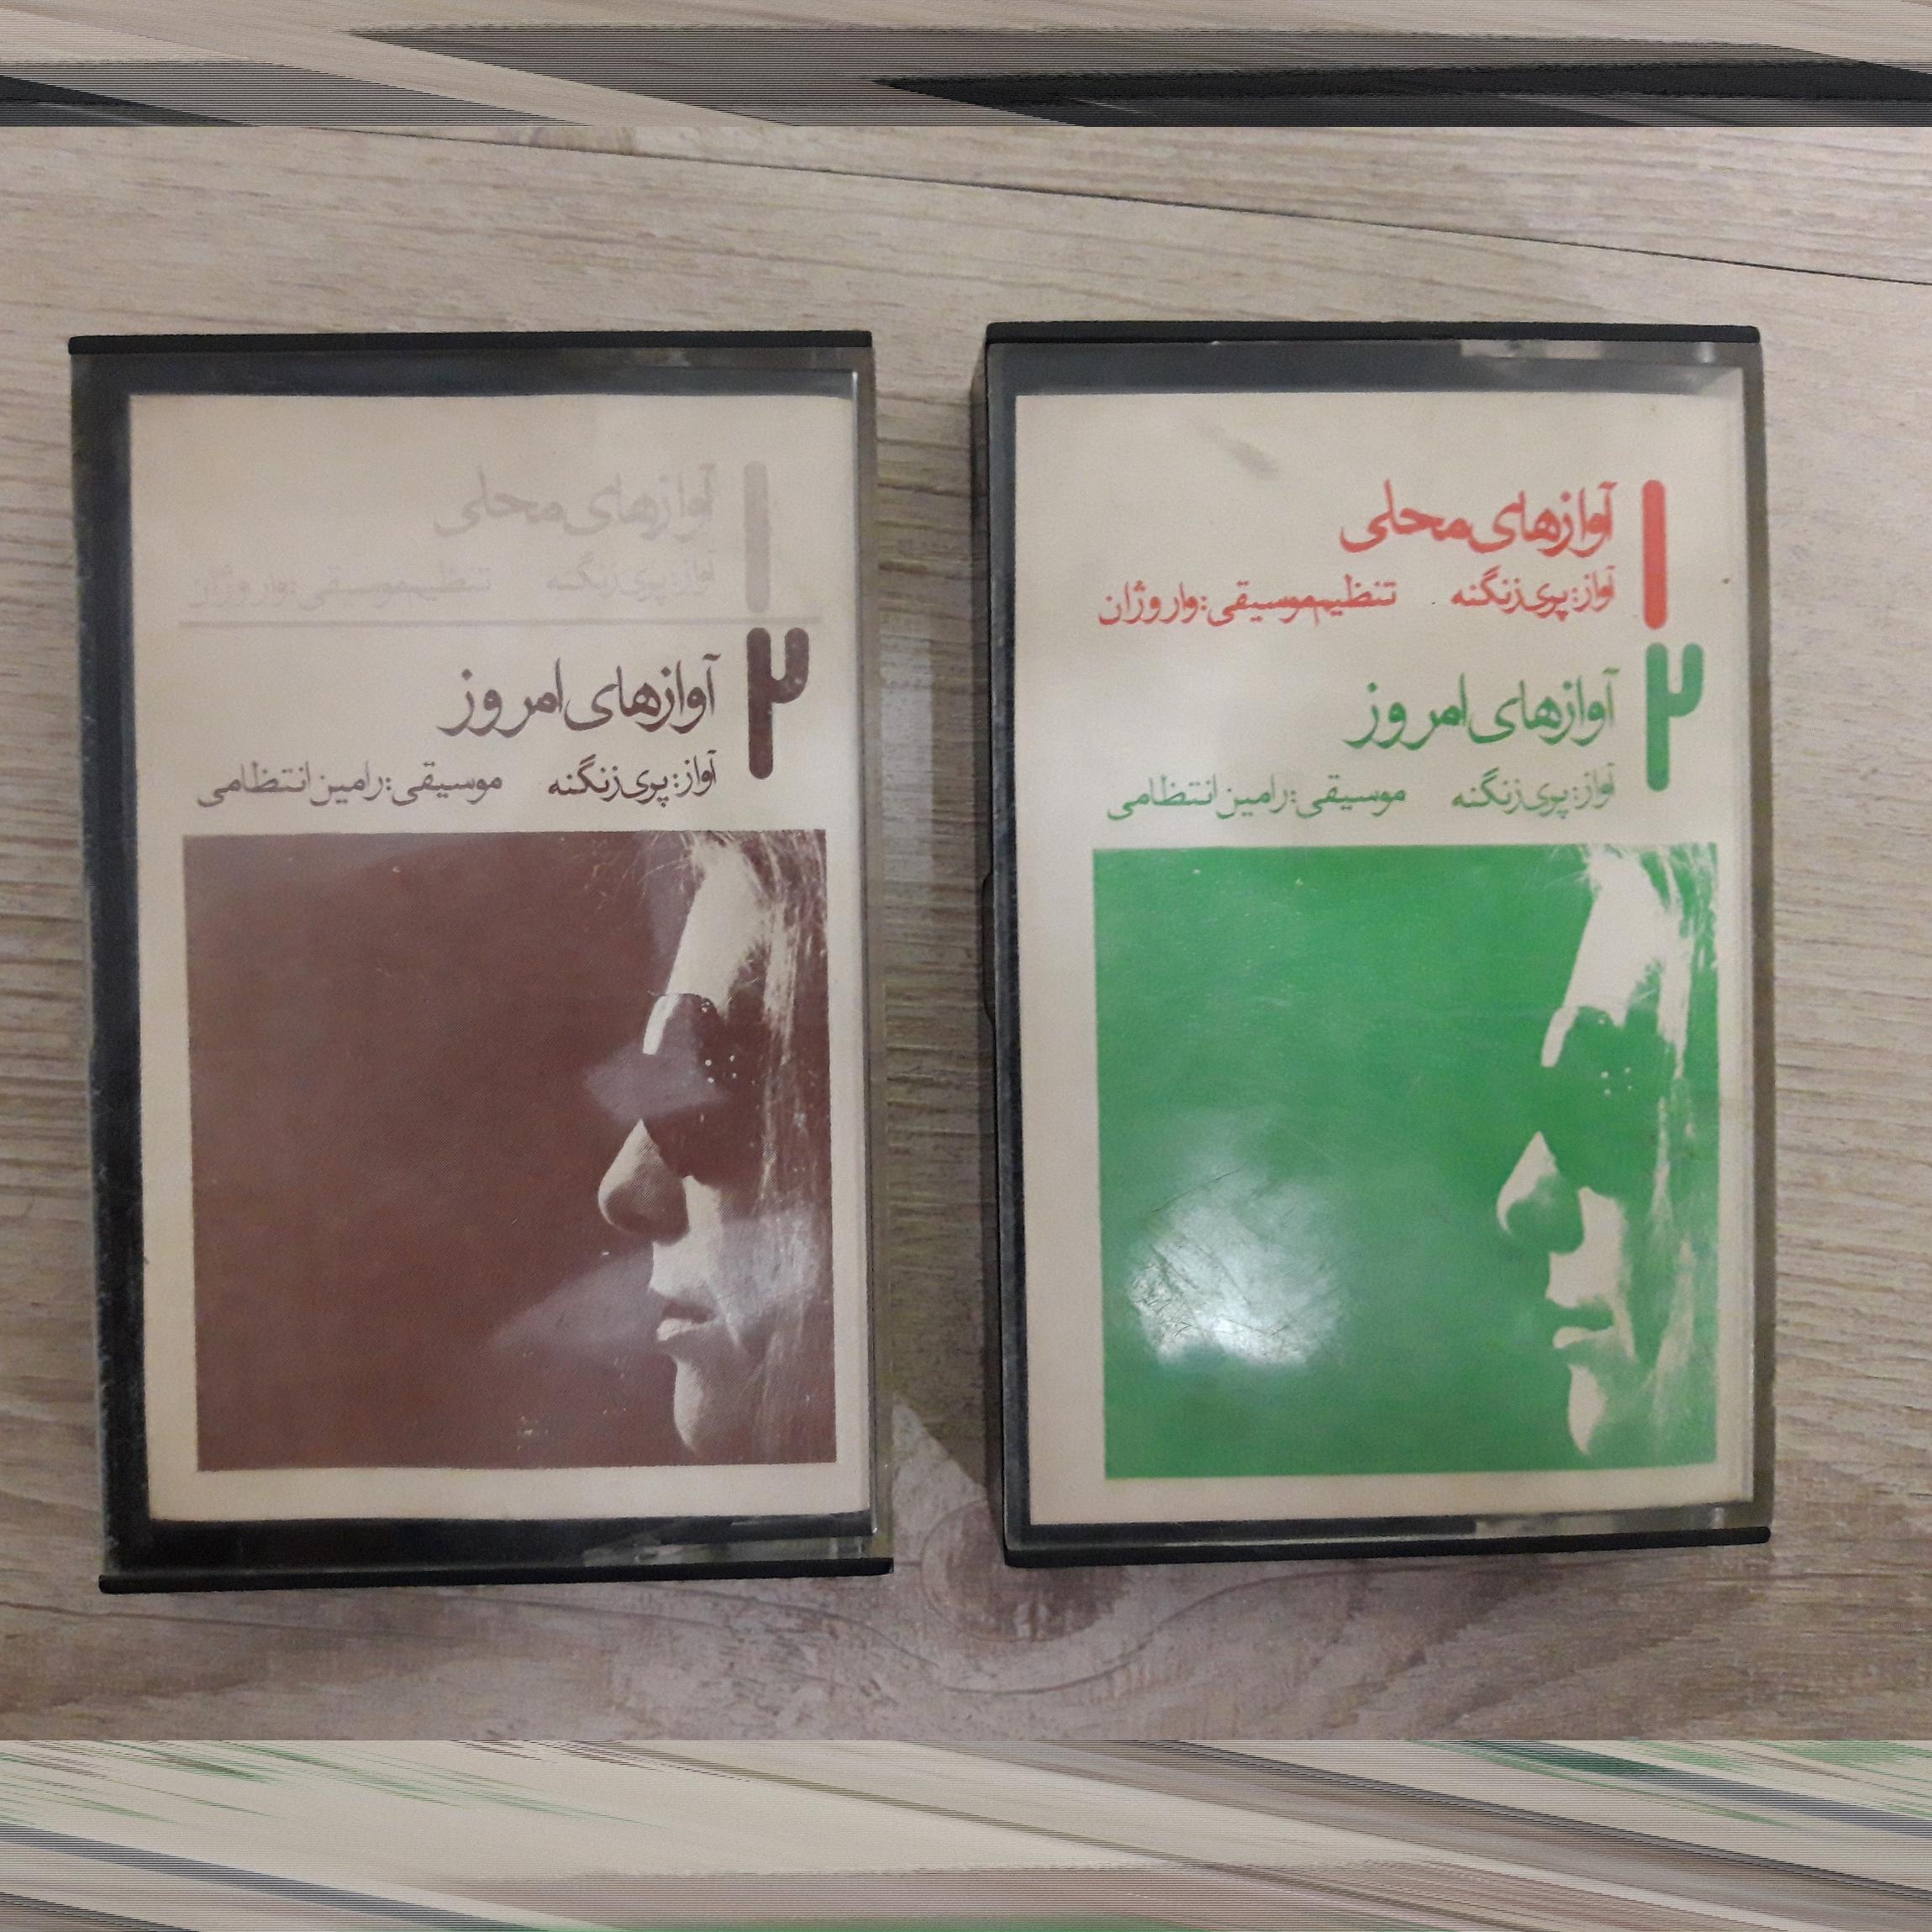 ۱
آوازهای محلی
آواز: پری زنگنه تنظیم موسیقی: واروژان
۲
آوازهای امروز
آواز: پری زنگنه موسیقی: رامین انتظامی
۱
آوازهای محلی
آواز: پری زنگنه تنظیم موسیقی: واروژان
۲
آوازهای امروز
آواز: پری زنگنه موسیقی: رامین انتظامی